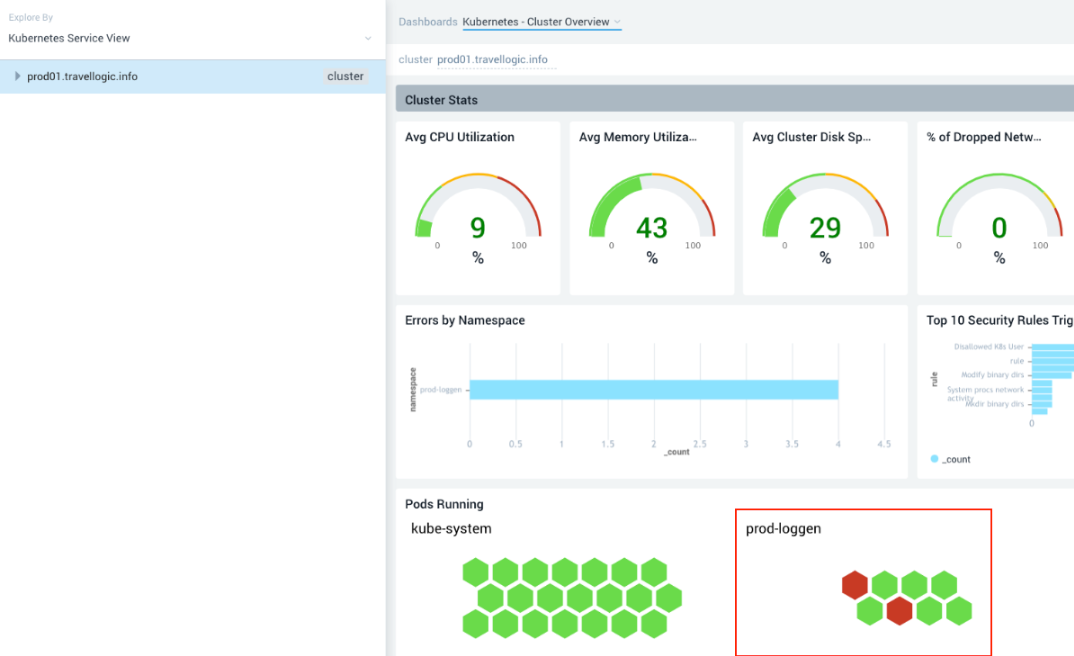 Explore By
Kubernetes Service View
prod01.travellogic.info cluster
Dashboards Kubernetes - Cluster Overview
cluster prod01.travellogic.info
Cluster Stats
Avg CPU Utilization
9
0 100
%
Avg Memory Utiliza...
43
0 100
%
Avg Cluster Disk Sp...
29
0 100
%
% of Dropped Netw...
0
0 100
%
Errors by Namespace
namespace
prod-loggen
0 0.5 1 1.5 2 2.5 3 3.5 4 4.5
_count
Top 10 Security Rules Trig
rule
Disallowed K8s User
rule
Modify binary dirs
System procs network
activity
Mkdir binary dirs
0
_count
Pods Running
kube-system
prod-loggen